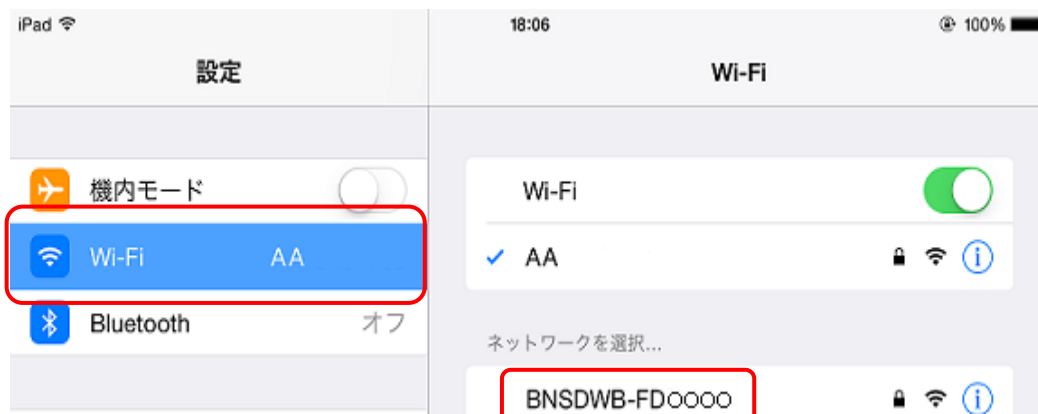 iPad 18:06 100%
設定
Wi-Fi
機内モード
Wi-Fi AA
Bluetooth オフ
Wi-Fi
AA
ネットワークを選択...
BNSDWB-FD○○○○